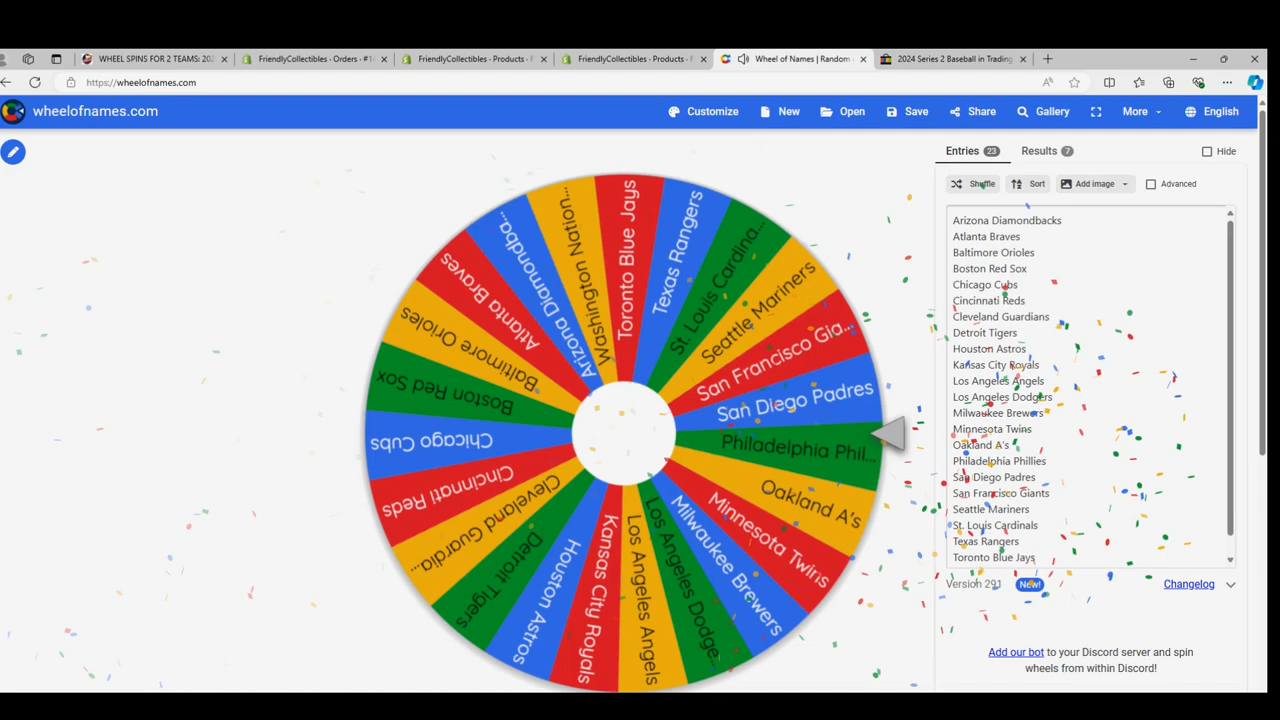 WHEEL SPINS FOR 2 TEAMS: 202
FriendlyCollectibles · Orders · #1
FriendlyCollectibles · Products · F
FriendlyCollectibles · Products · F
Wheel of Names | Random
2024 Series 2 Baseball in Trading
https://wheelofnames.com
wheelofnames.com
Customize
New
Open
Save
Share
Gallery
More
English
Entries 23
Results 7
Hide
Shuffle
Sort
Add image
Advanced
Arizona Diamondbacks
Atlanta Braves
Baltimore Orioles
Boston Red Sox
Chicago Cubs
Cincinnati Reds
Cleveland Guardians
Detroit Tigers
Houston Astros
Kansas City Royals
Los Angeles Angels
Los Angeles Dodgers
Milwaukee Brewers
Minnesota Twins
Oakland A's
Philadelphia Phillies
San Diego Padres
San Francisco Giants
Seattle Mariners
St. Louis Cardinals
Texas Rangers
Toronto Blue Jays
Version 291 New!
Changelog
Add our bot to your Discord server and spin
wheels from within Discord!
Toronto Blue Jays
Texas Rangers
St. Louis Cardina...
Seattle Mariners
San Francisco Gia...
San Diego Padres
Philadelphia Phil...
Oakland A's
Minnesota Twins
Milwaukee Brewers
Los Angeles Dodge...
Los Angeles Angels
Kansas City Royals
Houston Astros
Detroit Tigers
Cleveland Guardia...
Cincinnati Reds
Chicago Cubs
Boston Red Sox
Baltimore Orioles
Atlanta Braves
Arizona Diamondba...
Washington Nation...